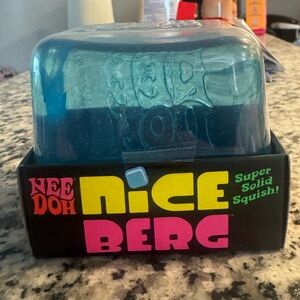 NEE
DOH
NICE
BERG
Super
Solid
Squish!